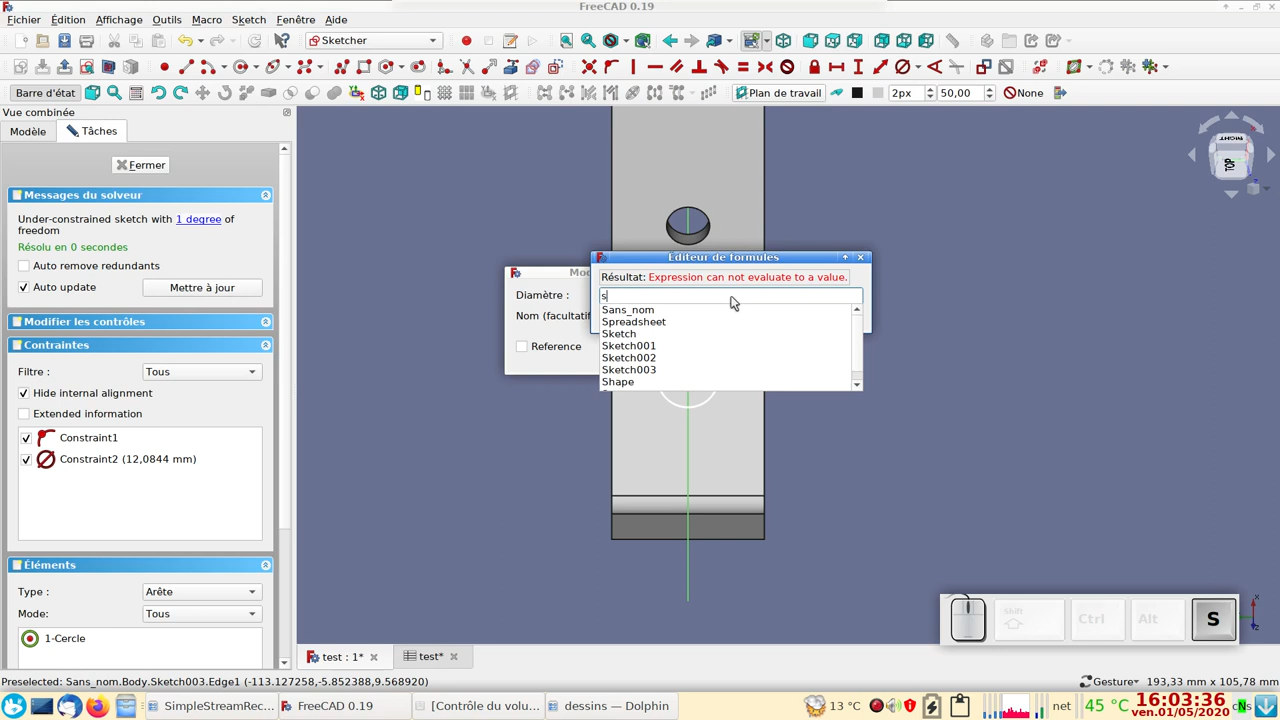 FreeCAD 0.19
Fichier Édition Affichage Outils Macro Sketch Fenêtre Aide
Sketcher
Barre d'état Plan de travail 2px 50,00 None
Vue combinée
Modèle Tâches
Fermer
Messages du solveur
Under-constrained sketch with 1 degree of
freedom
Résolu en 0 secondes
Auto remove redundants
Auto update Mettre à jour
Modifier les contrôles
Contraintes
Filtre : Tous
Hide internal alignment
Extended information
Constraint1
Constraint2 (12,0844 mm)
Éléments
Type : Arête
Mode: Tous
1-Cercle
RIGHT
TOP
Diamètre :
Reference
Éditeur de formules
Résultat: Expression can not evaluate to a value.
s
Sans_nom
Spreadsheet
Sketch
Sketch001
Sketch002
Sketch003
Shape
Shift Ctrl Alt S
test : 1* test*
Preselected: Sans_nom.Body.Sketch003.Edge1 (-113.127258,-5.852388,9.568920) Gesture 193,33 mm x 105,78 mm
SimpleStreamRec... FreeCAD 0.19 [Corrolle du volu... dessins — Dolphin 13 °C net 45 °C 16:03:36
ven.01/05/2020